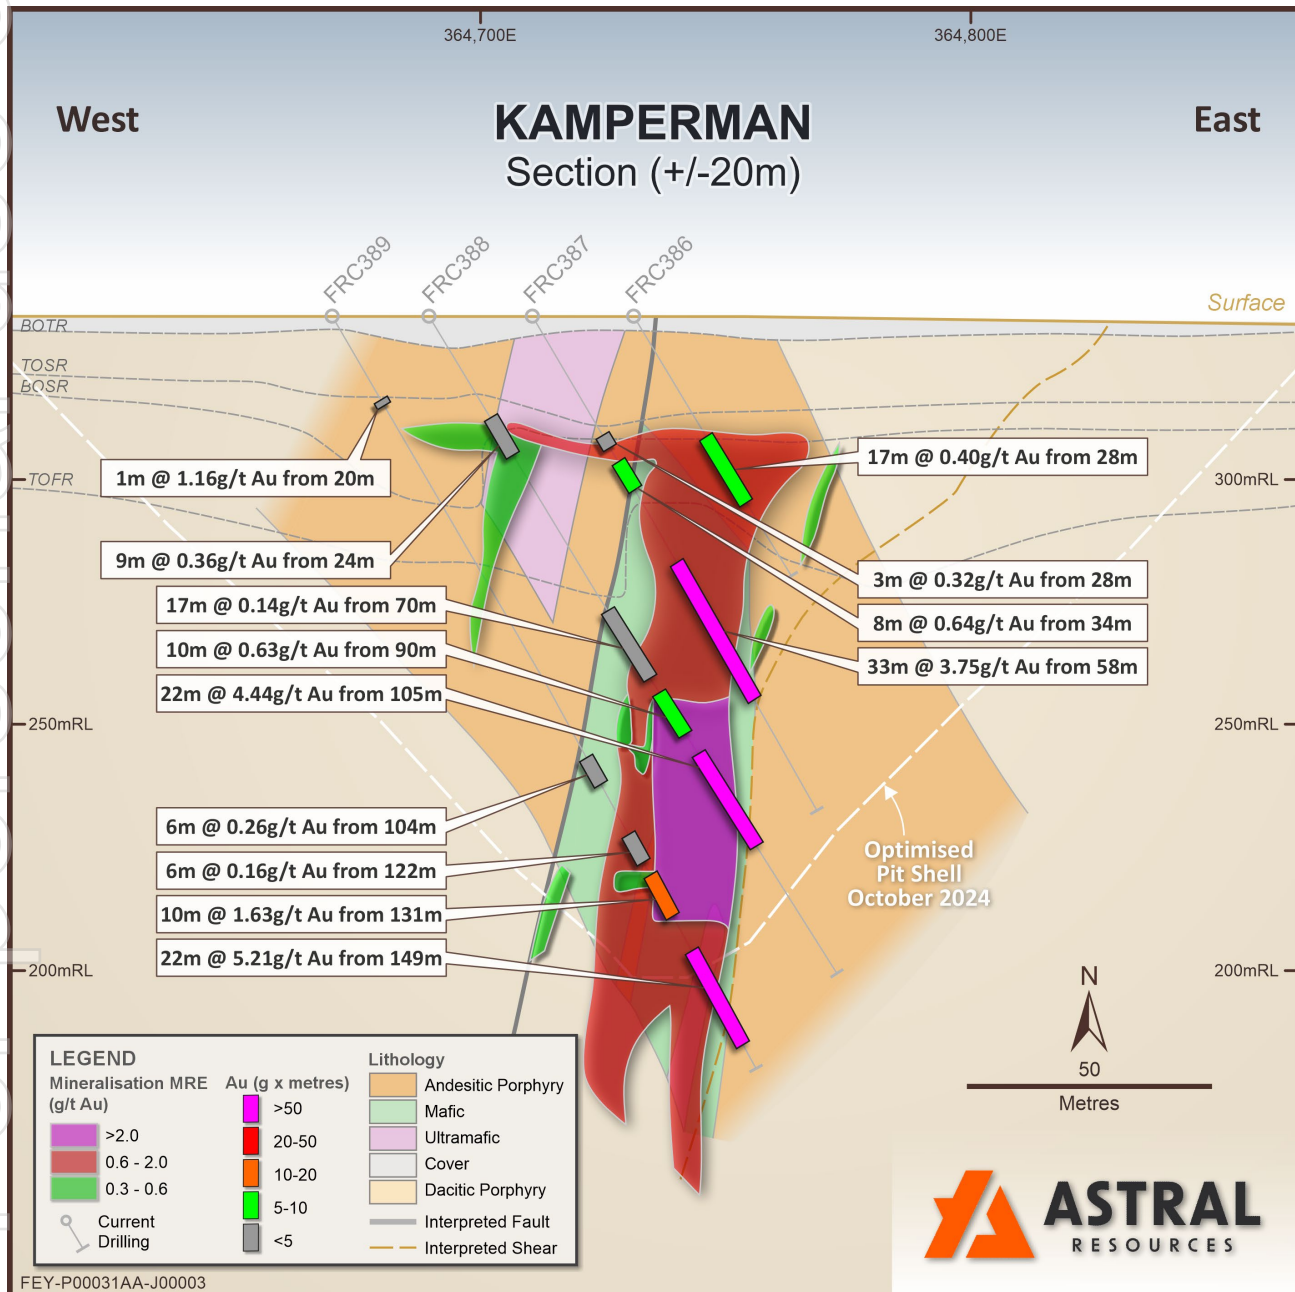 364,700E
364,800E
West
KAMPERMAN
East
Section (+/-20m)
FRC389
FRC388
FRC387
FRC386
Surface
BOTR
TOSR
BOSR
TOFR
1m @ 1.16g/t Au from 20m
17m @ 0.40g/t Au from 28m
300mRL
9m @ 0.36g/t Au from 24m
3m @ 0.32g/t Au from 28m
17m @ 0.14g/t Au from 70m
8m @ 0.64g/t Au from 34m
10m @ 0.63g/t Au from 90m
33m @ 3.75g/t Au from 58m
22m @ 4.44g/t Au from 105m
250mRL
250mRL
6m @ 0.26g/t Au from 104m
6m @ 0.16g/t Au from 122m
10m @ 1.63g/t Au from 131m
22m @ 5.21g/t Au from 149m
Optimised
Pit Shell
October 2024
200mRL
200mRL
N
50
Metres
LEGEND
Mineralisation MRE
(g/t Au)
>2.0
0.6 - 2.0
0.3 - 0.6
Current
Drilling
Au (g x metres)
>50
20-50
10-20
5-10
<5
Lithology
Andesitic Porphyry
Mafic
Ultramafic
Cover
Dacitic Porphyry
Interpreted Fault
Interpreted Shear
ASTRAL
RESOURCES
FEY-P00031AA-J00003